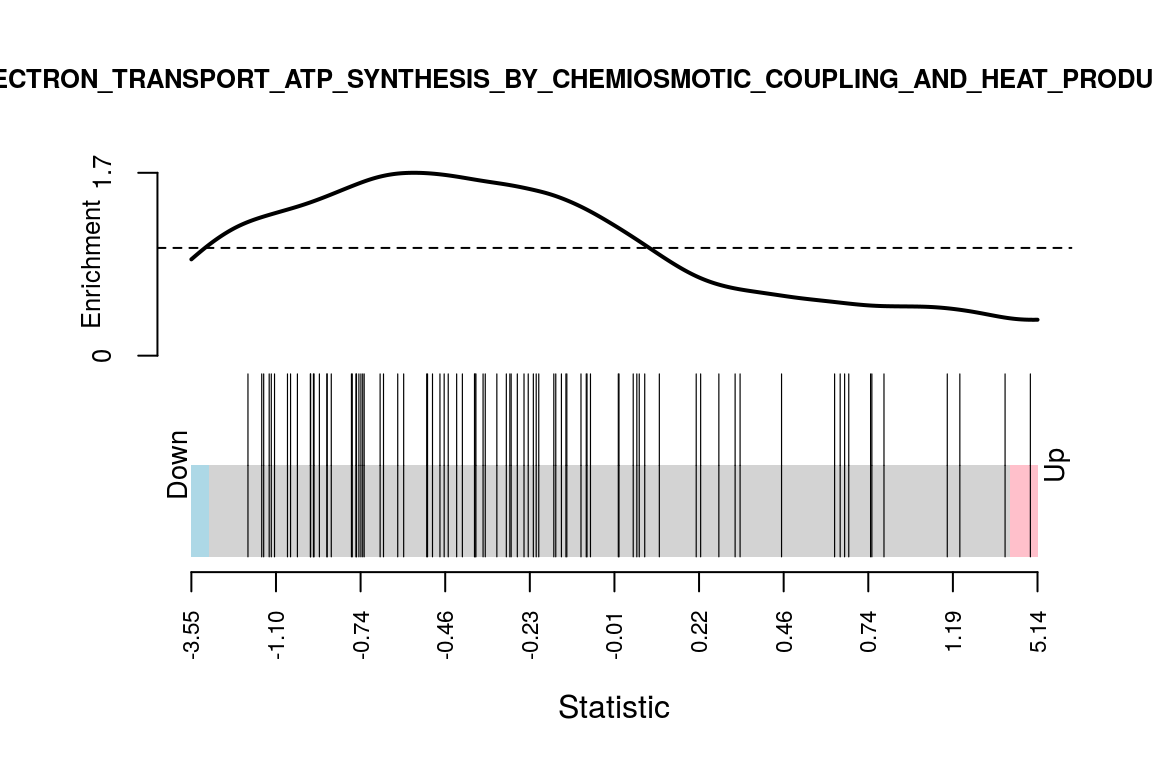 ECTRON_TRANSPORT_ATP_SYNTHESIS_BY_CHEMIOSMOTIC_COUPLING_AND_HEAT_PRODU
Enrichment
1.7
0
Down
Up
-3.55 -1.10 -0.74 -0.46 -0.23 -0.01 0.22 0.46 0.74 1.19 5.14
Statistic